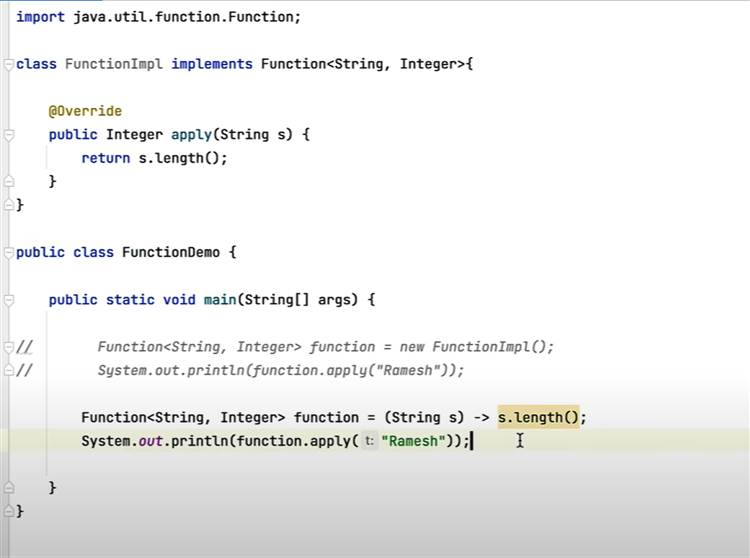 import java.util.function.Function;
class FunctionImpl implements Function<String, Integer>{
@Override
public Integer apply(String s) {
return s.length();
}
}
public class FunctionDemo {
public static void main(String[] args) {
//        Function<String, Integer> function = new FunctionImpl();
//        System.out.println(function.apply("Ramesh"));
Function<String, Integer> function = (String s) -> s.length();
System.out.println(function.apply( t: "Ramesh"));
}
}